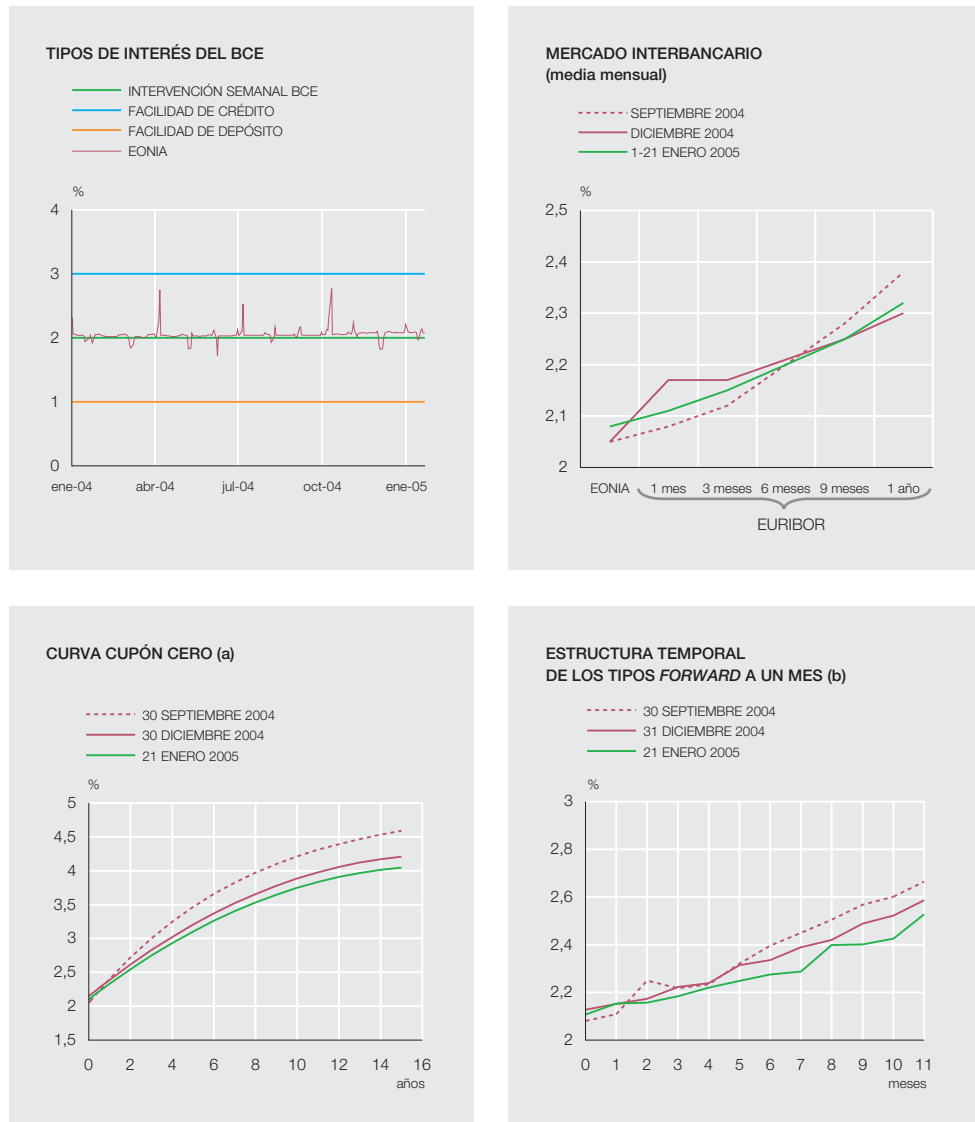 TIPOS DE INTERÉS DEL BCE
INTERVENCIÓN SEMANAL BCE
FACILIDAD DE CRÉDITO
FACILIDAD DE DEPÓSITO
EONIA
%
4
3
2
1
0
ene-04 abr-04 jul-04 oct-04 ene-05
MERCADO INTERBANCARIO
(media mensual)
SEPTIEMBRE 2004
DICIEMBRE 2004
1-21 ENERO 2005
%
2,5
2,4
2,3
2,2
2,1
2
EONIA 1 mes 3 meses 6 meses 9 meses 1 año
EURIBOR
CURVA CUPÓN CERO (a)
30 SEPTIEMBRE 2004
30 DICIEMBRE 2004
21 ENERO 2005
%
5
4,5
4
3,5
3
2,5
2
1,5
0 2 4 6 8 10 12 14 16
años
ESTRUCTURA TEMPORAL
DE LOS TIPOS FORWARD A UN MES (b)
30 SEPTIEMBRE 2004
31 DICIEMBRE 2004
21 ENERO 2005
%
3
2,8
2,6
2,4
2,2
2
0 1 2 3 4 5 6 7 8 9 10 11
meses